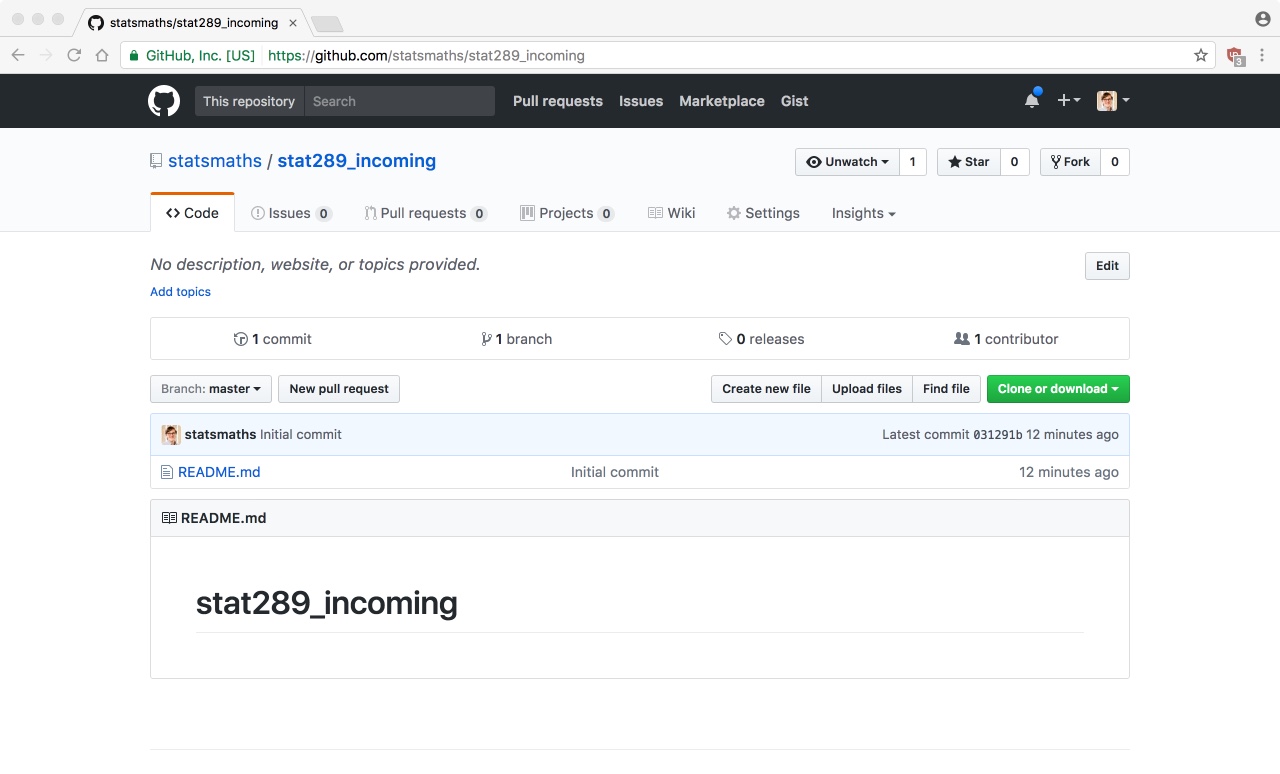 statsmaths/stat289_incoming
GitHub, Inc. [US] https://github.com/statsmaths/stat289_incoming
3
This repository Search Pull requests Issues Marketplace Gist
statsmaths / stat289_incoming
Unwatch 1 Star 0 Fork 0
Code Issues 0 Pull requests 0 Projects 0 Wiki Settings Insights
No description, website, or topics provided.
Edit
Add topics
1 commit 1 branch 0 releases 1 contributor
Branch: master New pull request Create new file Upload files Find file Clone or download
statsmaths Initial commit Latest commit 031291b 12 minutes ago
README.md Initial commit 12 minutes ago
README.md
stat289_incoming